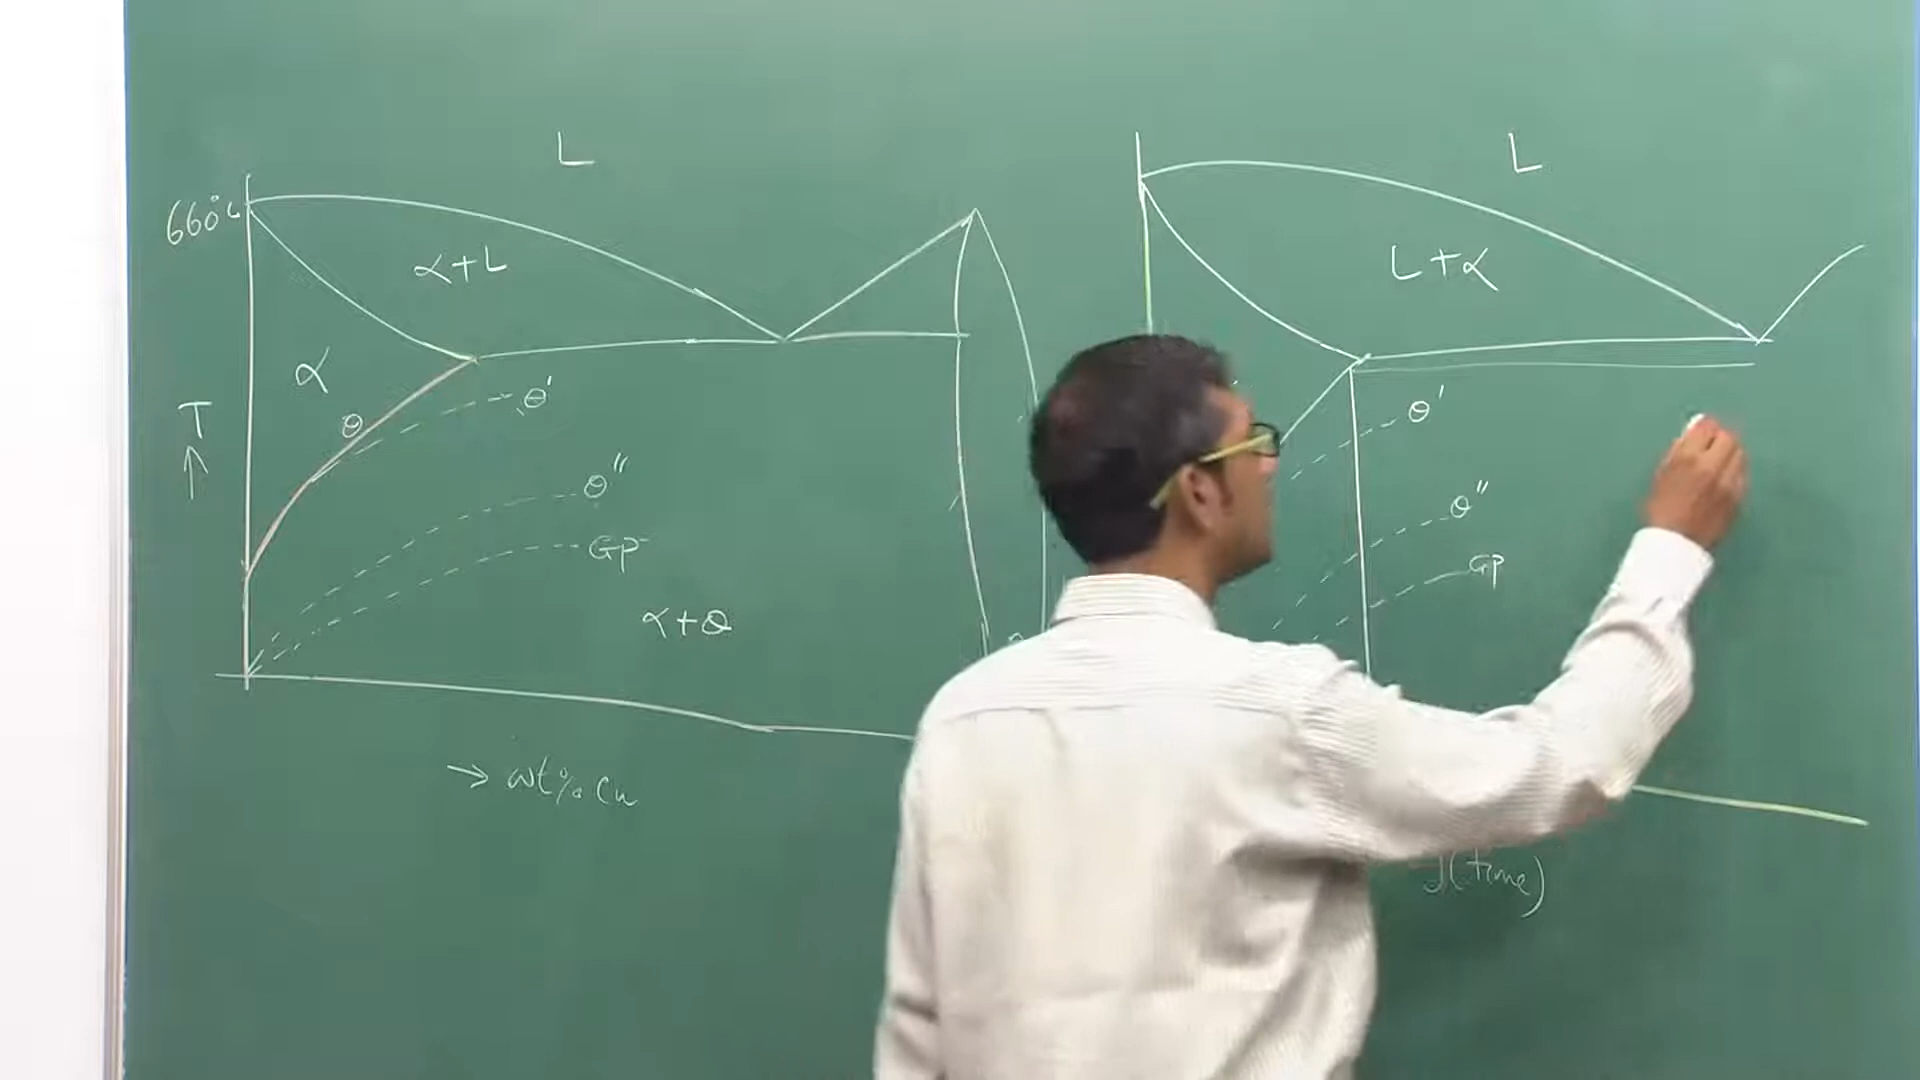 L
660°c
α+L
α
T
↑
θ
θ'
θ''
GP
α+θ
→ wt% Cu
L
L+α
θ'
θ''
GP
(time)